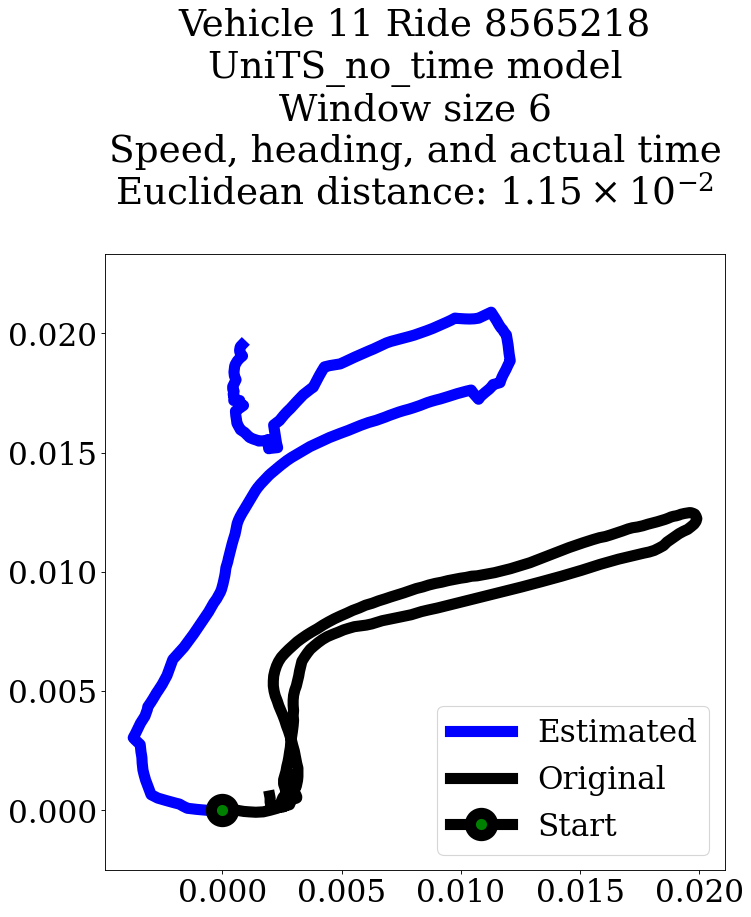 Vehicle 11 Ride 8565218
UniTS_no_time model
Window size 6
Speed, heading, and actual time
Euclidean distance: 1.15 × 10⁻²
0.020
0.015
0.010
0.005
0.000
Estimated
Original
Start
0.000 0.005 0.010 0.015 0.020